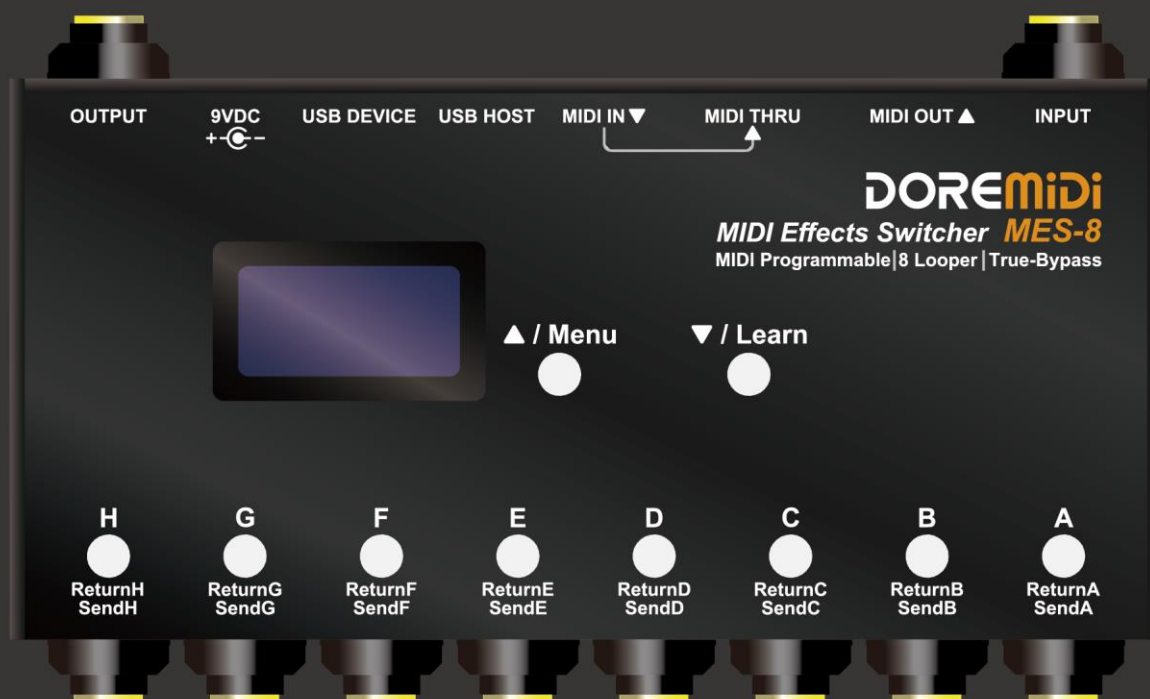 OUTPUT 9VDC USB DEVICE USB HOST MIDI IN ▼ MIDI THRU MIDI OUT ▲ INPUT
+ -
DOREMiDi
MIDI Effects Switcher MES-8
MIDI Programmable|8 Looper|True-Bypass
▲ / Menu ▼ / Learn
H G F E D C B A
ReturnH ReturnG ReturnF ReturnE ReturnD ReturnC ReturnB ReturnA
SendH SendG SendF SendE SendD SendC SendB SendA